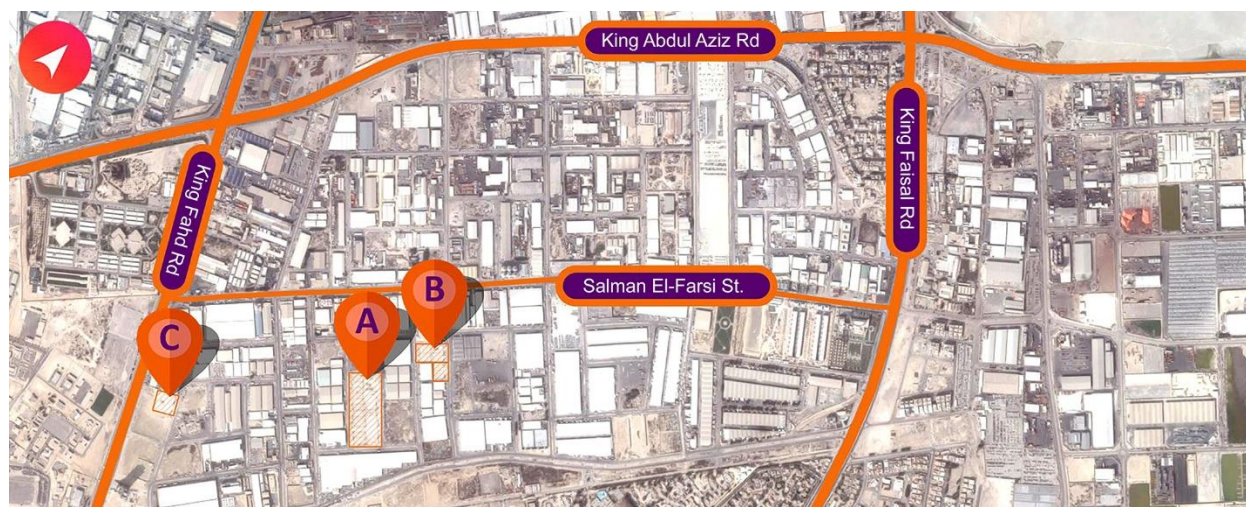 King Abdul Aziz Rd
King Fahd Rd
King Faisal Rd
Salman El-Farsi St.
B
A
C